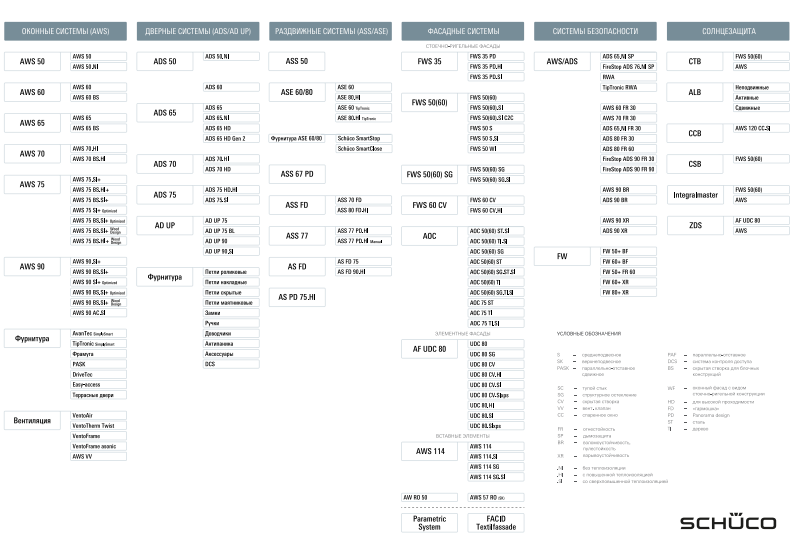 ОКОННЫЕ СИСТЕМЫ (AWS)
AWS 50
AWS 50
AWS 50.NI
AWS 60
AWS 60
AWS 60 BS
AWS 65
AWS 65
AWS 65 BS
AWS 70
AWS 70.HI
AWS 70 BS.HI
AWS 75
AWS 75.SI+
AWS 75 BS.HI+
AWS 75 BS.SI+
AWS 75 SI+ Optimized
AWS 75 BS.SI+ Wood Design
AWS 75 BS.HI+ Wood Design
AWS 90
AWS 90.SI+
AWS 90 BS.SI+
AWS 90 SI+ Optimized
AWS 90 BS.SI+ Optimized
AWS 90 BS.SI+ Wood Design
AWS 90 AC.SI
Фурнитура
AvanTec SimplySmart
TipTronic SimplySmart
Фрамуга
PASK
DriveTec
Easy-access
Террасные двери
Вентиляция
VentoAir
VentoTherm Twist
VentoFrame
VentoFrame asonic
AWS VV
ДВЕРНЫЕ СИСТЕМЫ (ADS/AD UP)
ADS 50
ADS 50.NI
ADS 60
ADS 65
ADS 65
ADS 65.NI
ADS 65 HD
ADS 65 HD Gen 2
ADS 70
ADS 70.HI
ADS 70 HD
ADS 75
ADS 75 HD.HI
ADS 75.SI
AD UP
AD UP 75
AD UP 75 BL
AD UP 90
AD UP 90.SI
Фурнитура
Петли роликовые
Петли накладные
Петли скрытые
Петли маятниковые
Замки
Ручки
Доводчики
Антипаника
Аксессуары
DCS
РАЗДВИЖНЫЕ СИСТЕМЫ (ASS/ASE)
ASS 50
ASE 60/80
ASE 60
ASE 80.HI
ASE 60 TipTronic
ASE 80.HI TipTronic
Фурнитура ASE 60/80
Schüco SmartStop
Schüco SmartClose
ASS 67 PD
ASS FD
ASS 70 FD
ASS 80 FD.HI
ASS 77
ASS 77 PD.HI
ASS 77 PD.HI Manual
AS FD
AS FD 75
AS FD 90.HI
AS PD 75.HI
ФАСАДНЫЕ СИСТЕМЫ
СТОЕЧНО-РИГЕЛЬНЫЕ ФАСАДЫ
FWS 35
FWS 35 PD
FWS 35 PD.HI
FWS 35 PD.SI
FWS 50(60)
FWS 50(60)
FWS 50(60).SI
FWS 50(60).SI C2C
FWS 50 S
FWS 50 S.SI
FWS 50 WI
FWS 50(60) SG
FWS 50(60) SG
FWS 50(60) SG.SI
FWS 60 CV
FWS 60 CV
FWS 60 CV.HI
AOC
AOC 50(60) ST.SI
AOC 50(60) TI.SI
AOC 50(60) SG
AOC 50(60) ST
AOC 50(60) SG.ST.SI
AOC 50(60) TI
AOC 50(60) SG.TI.SI
AOC 75 ST
AOC 75 TI
AOC 75 TI.SI
ЭЛЕМЕНТНЫЕ ФАСАДЫ
AF UDC 80
UDC 80
UDC 80 SG
UDC 80 CV
UDC 80 CV.HI
UDC 80 CV.SI
UDC 80 CV.Skps
UDC 80.HI
UDC 80.SI
UDC 80.Skps
ВСТАВНЫЕ ЭЛЕМЕНТЫ
AWS 114
AWS 114
AWS 114.SI
AWS 114 SG
AWS 114 SG.SI
AW RO 50
AWS 57 RO (SG)
Parametric System
FACID Textilfassade
СИСТЕМЫ БЕЗОПАСНОСТИ
AWS/ADS
ADS 65.NI SP
FireStop ADS 76.NI SP
RWA
TipTronic RWA
AWS 60 FR 30
AWS 70 FR 30
ADS 65.NI FR 30
ADS 80 FR 30
ADS 80 FR 60
FireStop ADS 90 FR 30
FireStop ADS 90 FR 90
AWS 90 BR
ADS 90 BR
AWS 90 XR
ADS 90 XR
FW
FW 50+ BF
FW 60+ BF
FW 50+ FR 60
FW 60+ XR
FW 80+ XR
СОЛНЦЕЗАЩИТА
CTB
FWS 50(60)
AWS
ALB
Неподвижные
Активные
Сдвижные
CCB
AWS 120 CC.SI
CSB
FWS 50(60)
Integralmaster
FWS 50(60)
AWS
ZDS
AF UDC 80
AWS
УСЛОВНЫЕ ОБОЗНАЧЕНИЯ
S – среднеподвесное
SK – верхнеподвесное
PASK – параллельно-отставное сдвижное
SC – голой стык
SG – структурное остекление
CV – скрытая створка
VV – вент.клапан
CC – спаренное окно
FR – огнестойкость
SP – дымозащита
BR – взломоустойчивость, пулестойкость
XR – взрывоустойчивость
.NI – без теплоизоляции
.HI – с повышенной теплоизоляцией
.SI – со сверхповышенной теплоизоляцией
PAF – параллельно-отставное
DCS – система контроля доступа
BS – скрытая створка для блочных конструкций
WF – оконный фасад с видом стоечно-ригельной конструкции
HD – для высокой проходимости
FD – «гармошка»
PD – Panorama design
ST – сталь
TI – дерево
SCHÜCO